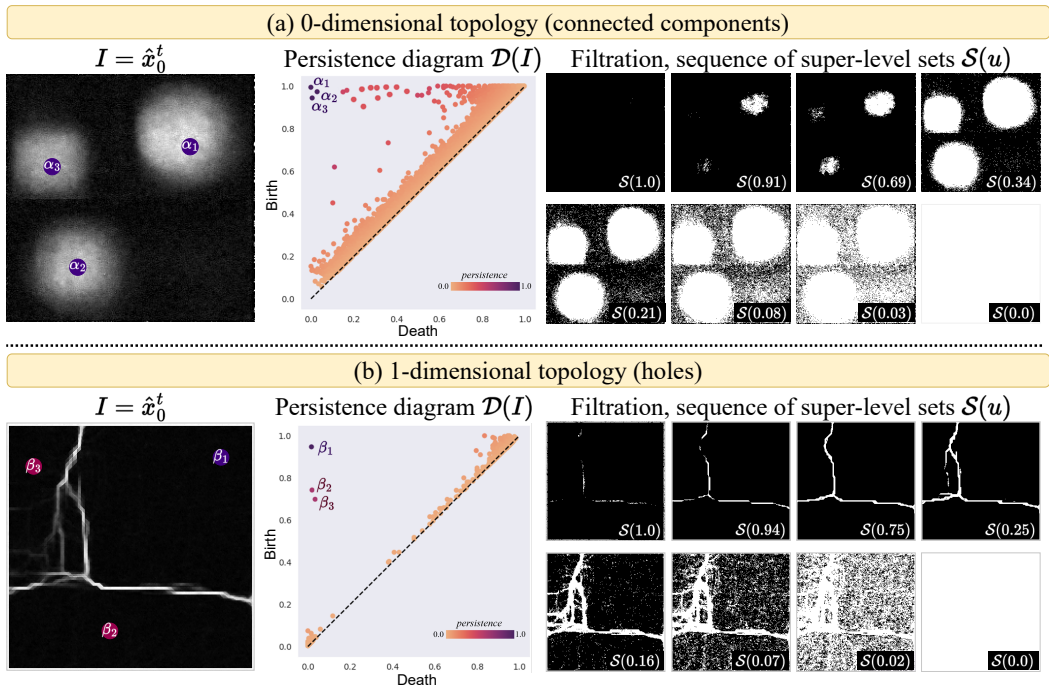 (a) 0-dimensional topology (connected components)
I = x̂₀ᵗ
Persistence diagram 𝒟(I)
Filtration, sequence of super-level sets 𝒮(u)
α₁
α₃
α₂
Birth
1.0
0.8
0.6
0.4
0.2
0.0
α₁
α₂
α₃
persistence
0.0 1.0
0.0 0.2 0.4 0.6 0.8 1.0
Death
𝒮(1.0) 𝒮(0.91) 𝒮(0.69) 𝒮(0.34)
𝒮(0.21) 𝒮(0.08) 𝒮(0.03) 𝒮(0.0)
(b) 1-dimensional topology (holes)
I = x̂₀ᵗ
Persistence diagram 𝒟(I)
Filtration, sequence of super-level sets 𝒮(u)
β₁
β₃
β₂
Birth
1.0
0.8
0.6
0.4
0.2
0.0
β₁
β₂
β₃
persistence
0.0 1.0
0.0 0.2 0.4 0.6 0.8 1.0
Death
𝒮(1.0) 𝒮(0.94) 𝒮(0.75) 𝒮(0.25)
𝒮(0.16) 𝒮(0.07) 𝒮(0.02) 𝒮(0.0)